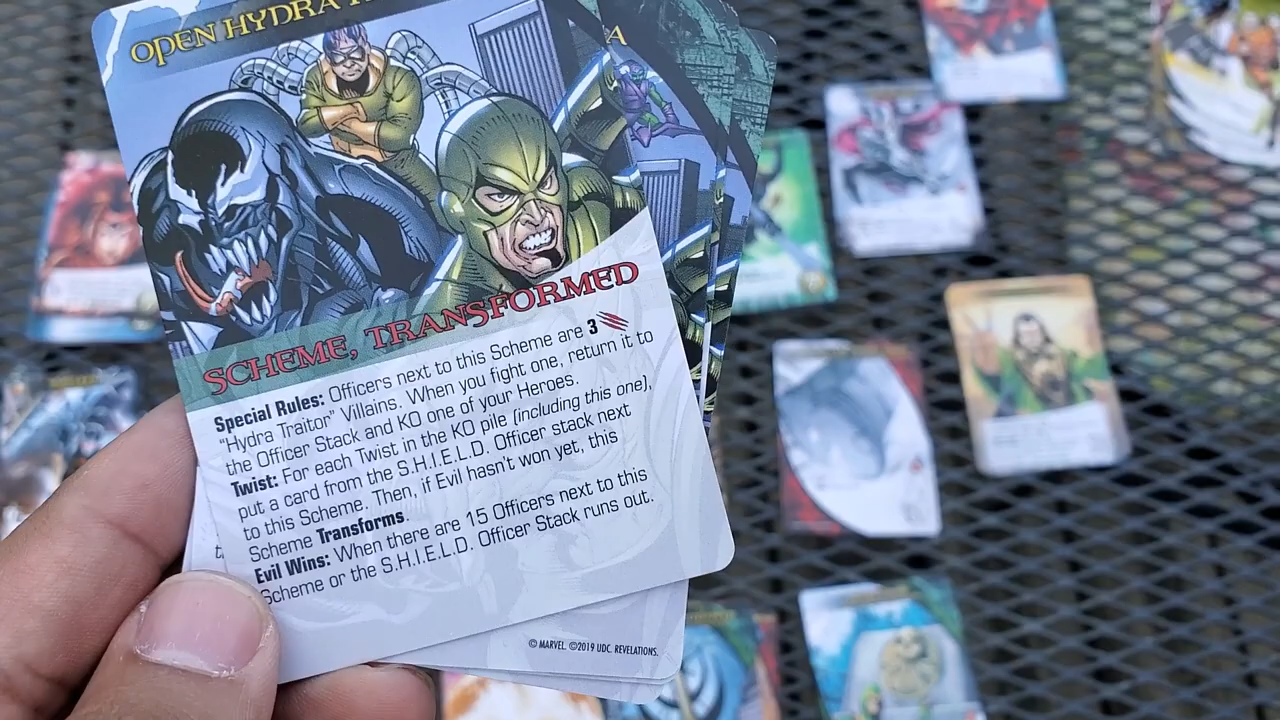 OPEN HYDRA
A
SCHEME, TRANSFORMED
Special Rules: Officers next to this Scheme are 3
"Hydra Traitor" Villains. When you fight one, return it to
the Officer Stack and KO one of your Heroes.
Twist: For each Twist in the KO pile (including this one),
put a card from the S.H.I.E.L.D. Officer stack next
to this Scheme. Then, if Evil hasn't won yet, this
Scheme Transforms.
Evil Wins: When there are 15 Officers next to this
Scheme or the S.H.I.E.L.D. Officer Stack runs out.
© MARVEL. ©2019 UDC. REVELATIONS.